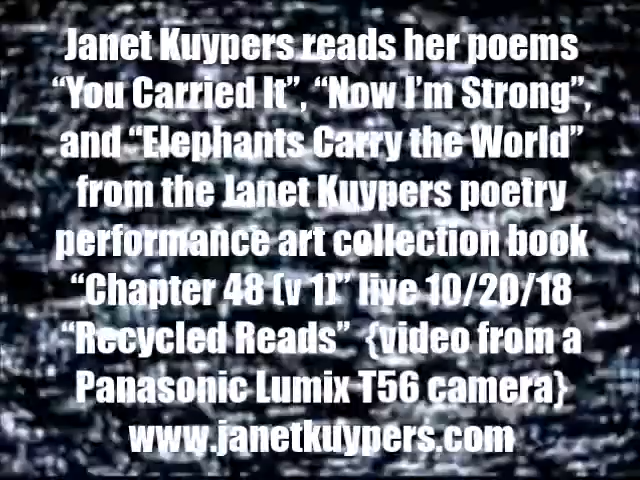 Janet Kuypers reads her poems
“You Carried It”, “Now I’m Strong”,
and “Elephants Carry the World”
from the Janet Kuypers poetry
performance art collection book
“Chapter 48 (v 1)” live 10/20/18
“Recycled Reads” {video from a
Panasonic Lumix T56 camera}
www.janetkuypers.com